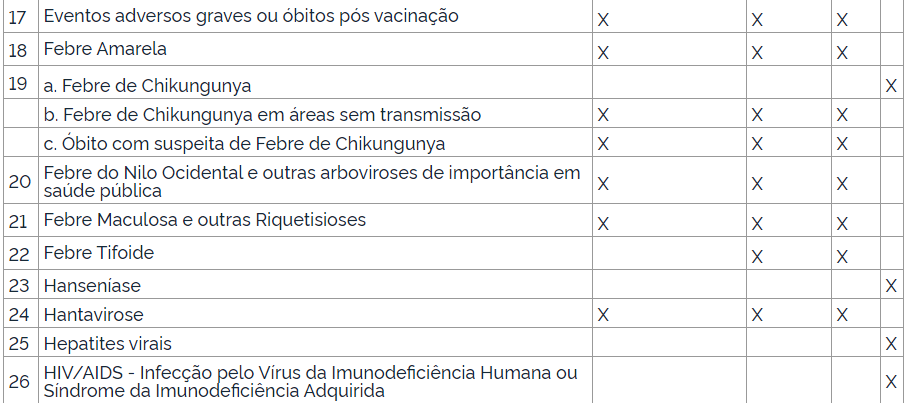 17 Eventos adversos graves ou óbitos pós vacinação X X X
18 Febre Amarela X X X
19 a. Febre de Chikungunya X
b. Febre de Chikungunya em áreas sem transmissão X X X
c. Óbito com suspeita de Febre de Chikungunya X X X
20 Febre do Nilo Ocidental e outras arboviroses de importância em
saúde pública X X X
21 Febre Maculosa e outras Riquetisioses X X X
22 Febre Tifoide X X
23 Hanseníase X
24 Hantavirose X X X
25 Hepatites virais X
26 HIV/AIDS - Infecção pelo Vírus da Imunodeficiência Humana ou
Síndrome da Imunodeficiência Adquirida X